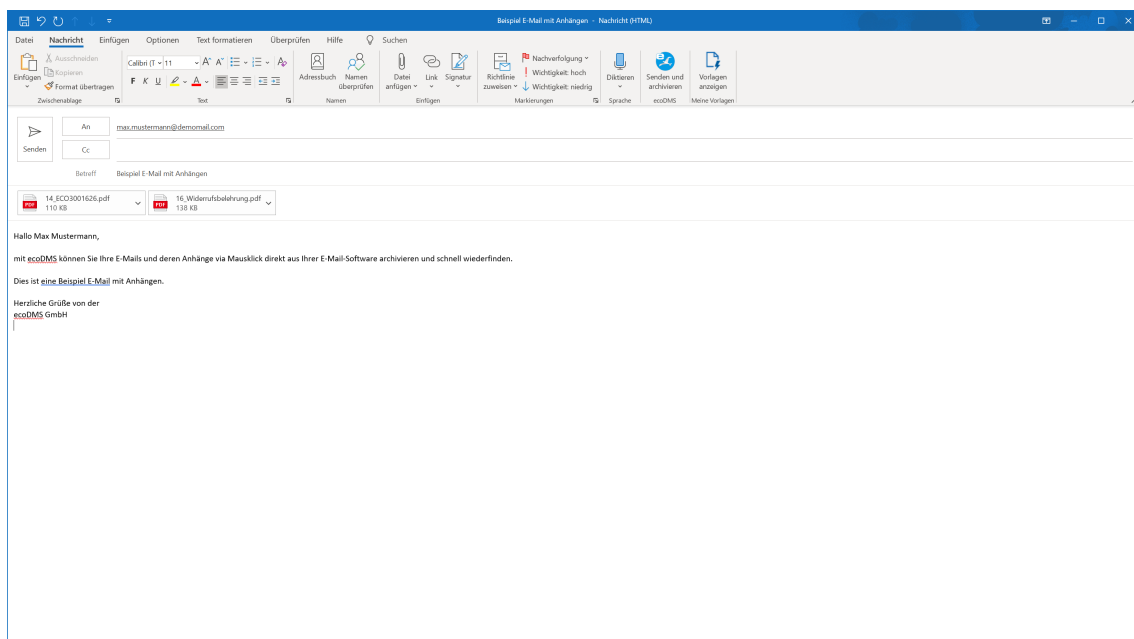 Beispiel E-Mail mit Anhängen - Nachricht (HTML)
Datei Nachricht Einfügen Optionen Text formatieren Überprüfen Hilfe Suchen
Einfügen
Ausschneiden
Kopieren
Format übertragen
Zwischenablage
Calibri (T 11
F K U
Text
Adressbuch
Namen überprüfen
Namen
Datei anfügen
Link
Signatur
Einfügen
Richtlinie zuweisen
Nachverfolgung
Wichtigkeit: hoch
Wichtigkeit: niedrig
Markierungen
Diktieren
Sprache
Senden und archivieren
ecoDMS
Vorlagen anzeigen
Meine Vorlagen
Senden
An max.mustermann@demomail.com
Cc
Betreff Beispiel E-Mail mit Anhängen
PDF 14_ECO3001626.pdf
110 KB
PDF 16_Widerrufsbelehrung.pdf
138 KB
Hallo Max Mustermann,
mit ecoDMS können Sie Ihre E-Mails und deren Anhänge via Mausklick direkt aus Ihrer E-Mail-Software archivieren und schnell wiederfinden.
Dies ist eine Beispiel E-Mail mit Anhängen.
Herzliche Grüße von der
ecoDMS GmbH